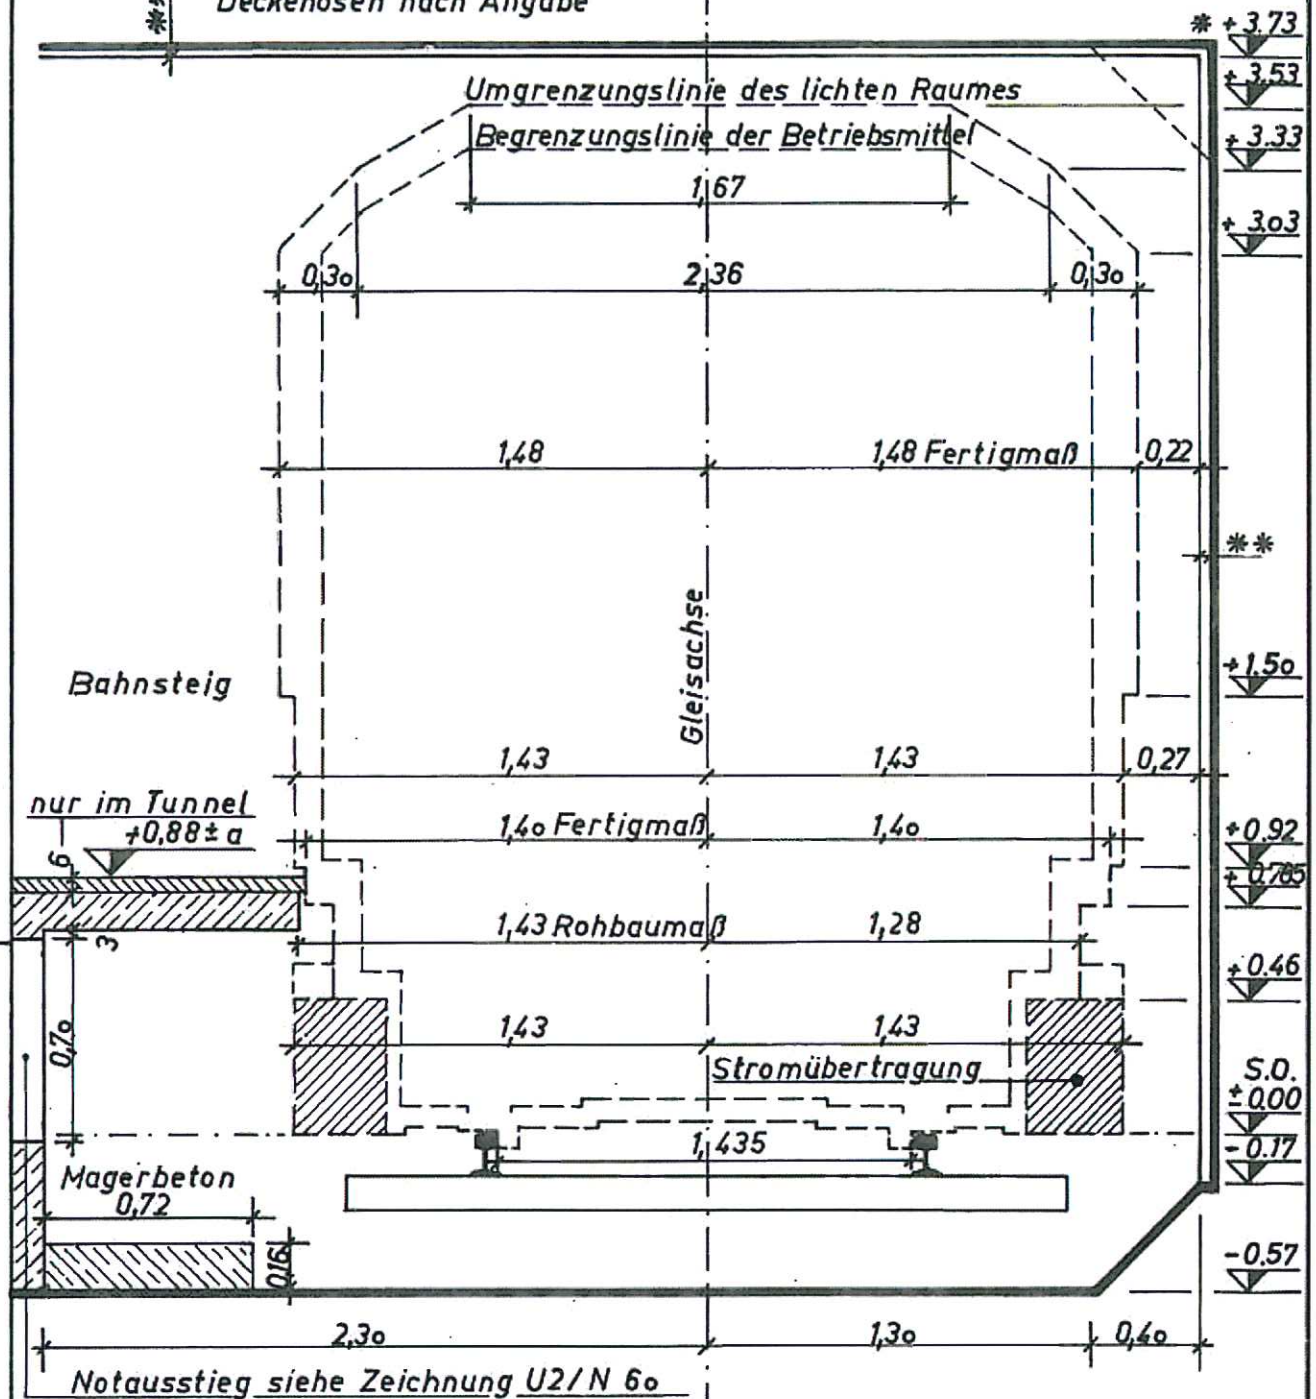 Deckenösen nach Angabe
**
* + 3.73
+ 3.53
Umgrenzungslinie des lichten Raumes
Begrenzungslinie der Betriebsmittel
+ 3.33
1,67
+ 3.03
0,30
2,36
0,30
1,48
1,48 Fertigmaß
0,22
**
Gleisachse
+1.50
Bahnsteig
1,43
1,43
0,27
nur im Tunnel
+0,88 ± a
1,40 Fertigmaß
1,40
+0.92
6
+ 0.765
1,43 Rohbaumaß
1,28
3
+ 0.46
0,70
1,43
1,43
Stromübertragung
S.O.
± 0.00
1,435
- 0.17
Magerbeton
0,72
0,16
-0.57
2,30
1,30
0,40
Notausstieg siehe Zeichnung U2/N 60